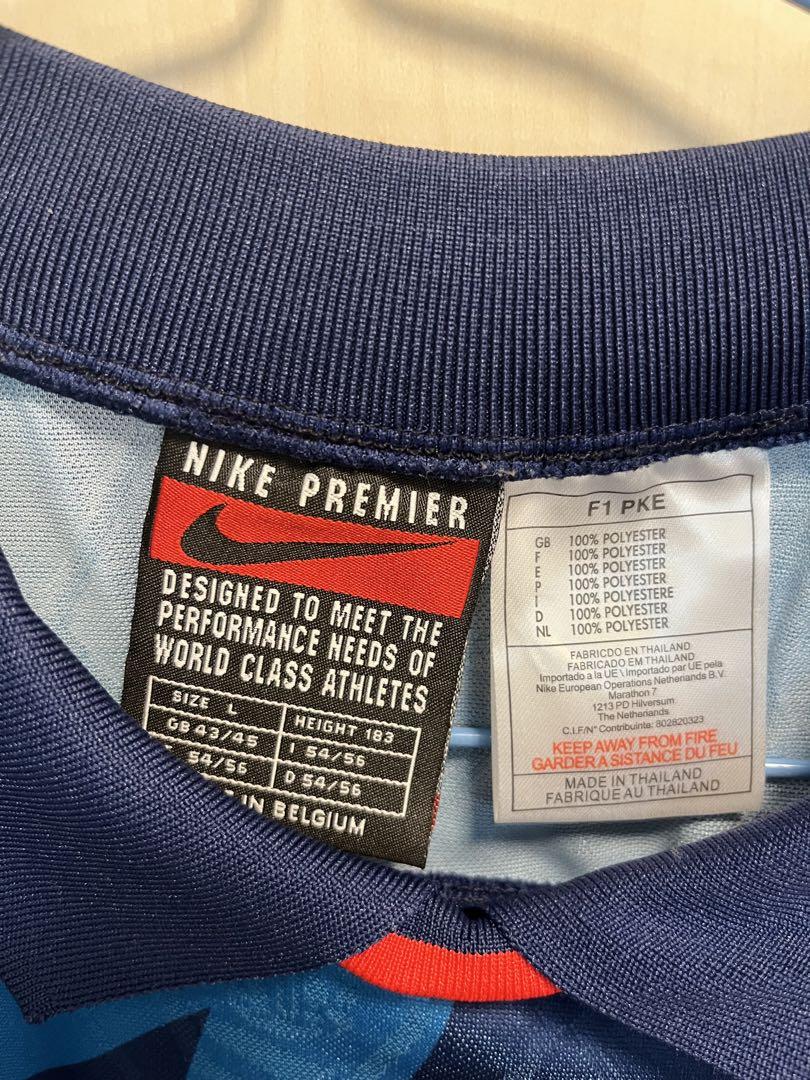 NIKE PREMIER
DESIGNED TO MEET THE
PERFORMANCE NEEDS OF
WORLD CLASS ATHLETES
SIZE L
HEIGHT 183
GB 43/45
I 54/56
54/56
D 54/56
IN BELGIUM
F1 PKE
GB 100% POLYESTER
F 100% POLYESTER
E 100% POLYESTER
P 100% POLYESTER
I 100% POLYESTERE
D 100% POLYESTER
NL 100% POLYESTER
FABRICDO EN THAILAND
FABRICADO EM THAILAND
Importado a la UE \ Importado par UE pela
Nike European Operations Netherlands B.V.
Marathon 7
1213 PD Hilversum
The Netherlands
C.I.F/N° Contribuinte: 802820323
KEEP AWAY FROM FIRE
GARDER A SISTANCE DU FEU
MADE IN THAILAND
FABRIQUE AU THAILAND